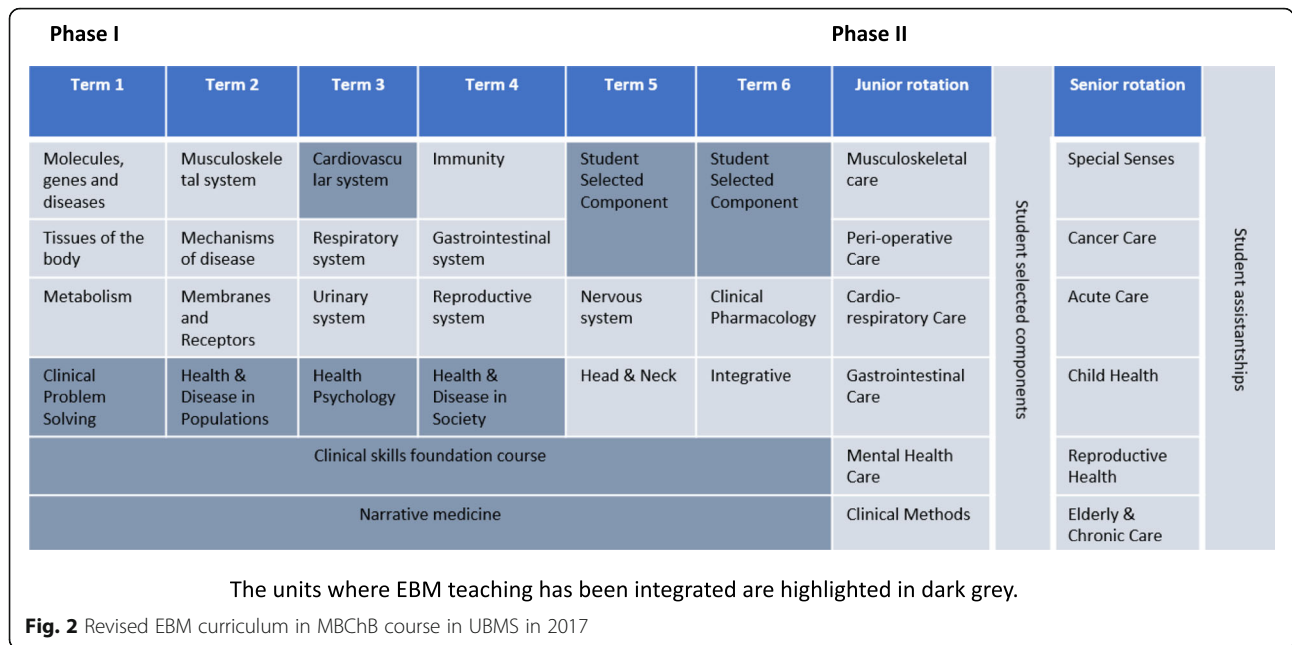 Phase I
Phase II
Term 1
Term 2
Term 3
Term 4
Term 5
Term 6
Junior rotation
Senior rotation
Molecules,
genes and
diseases
Musculoskele
tal system
Cardiovascu
lar system
Immunity
Student
Selected
Component
Student
Selected
Component
Musculoskeletal
care
Student selected components
Special Senses
Student assistantships
Tissues of the
body
Mechanisms
of disease
Respiratory
system
Gastrointestinal
system
Peri-operative
Care
Cancer Care
Metabolism
Membranes
and
Receptors
Urinary
system
Reproductive
system
Nervous
system
Clinical
Pharmacology
Cardio-
respiratory Care
Acute Care
Clinical
Problem
Solving
Health &
Disease in
Populations
Health
Psychology
Health &
Disease in
Society
Head & Neck
Integrative
Gastrointestinal
Care
Child Health
Clinical skills foundation course
Mental Health
Care
Reproductive
Health
Narrative medicine
Clinical Methods
Elderly &
Chronic Care
The units where EBM teaching has been integrated are highlighted in dark grey.
Fig. 2 Revised EBM curriculum in MBChB course in UBMS in 2017